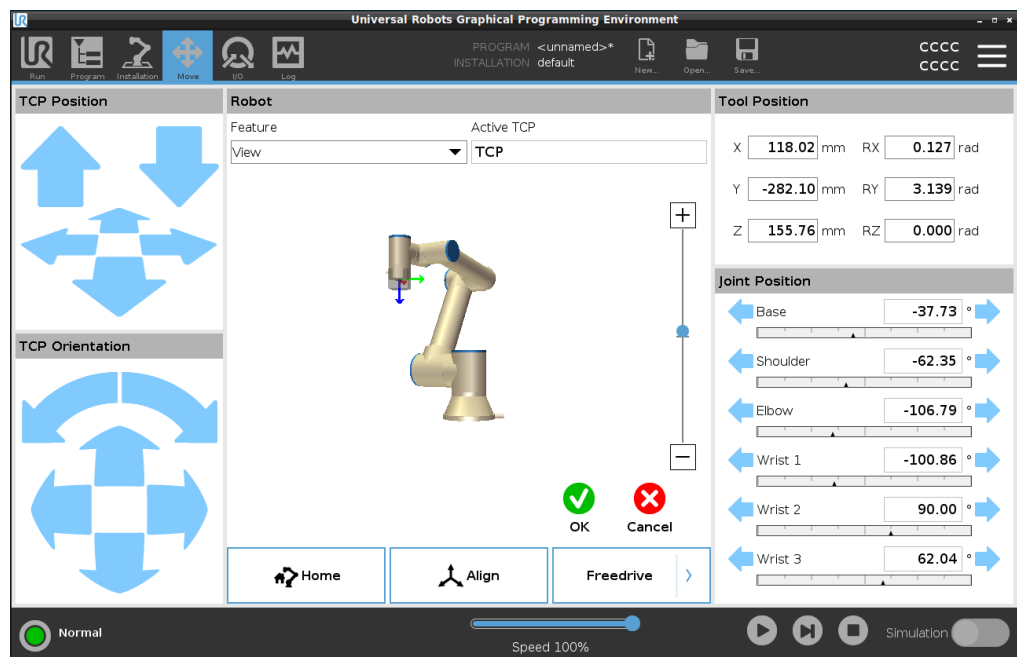 Universal Robots Graphical Programming Environment
Run
Program
Installation
Move
I/O
Log
PROGRAM <unnamed>*
INSTALLATION default
New...
Open...
Save...
CCCC
CCCC
TCP Position
TCP Orientation
Robot
Feature
View
Active TCP
TCP
OK
Cancel
Home
Align
Freedrive
Tool Position
X 118.02 mm RX 0.127 rad
Y -282.10 mm RY 3.139 rad
Z 155.76 mm RZ 0.000 rad
Joint Position
Base -37.73 °
Shoulder -62.35 °
Elbow -106.79 °
Wrist 1 -100.86 °
Wrist 2 90.00 °
Wrist 3 62.04 °
Normal
Speed 100%
Simulation